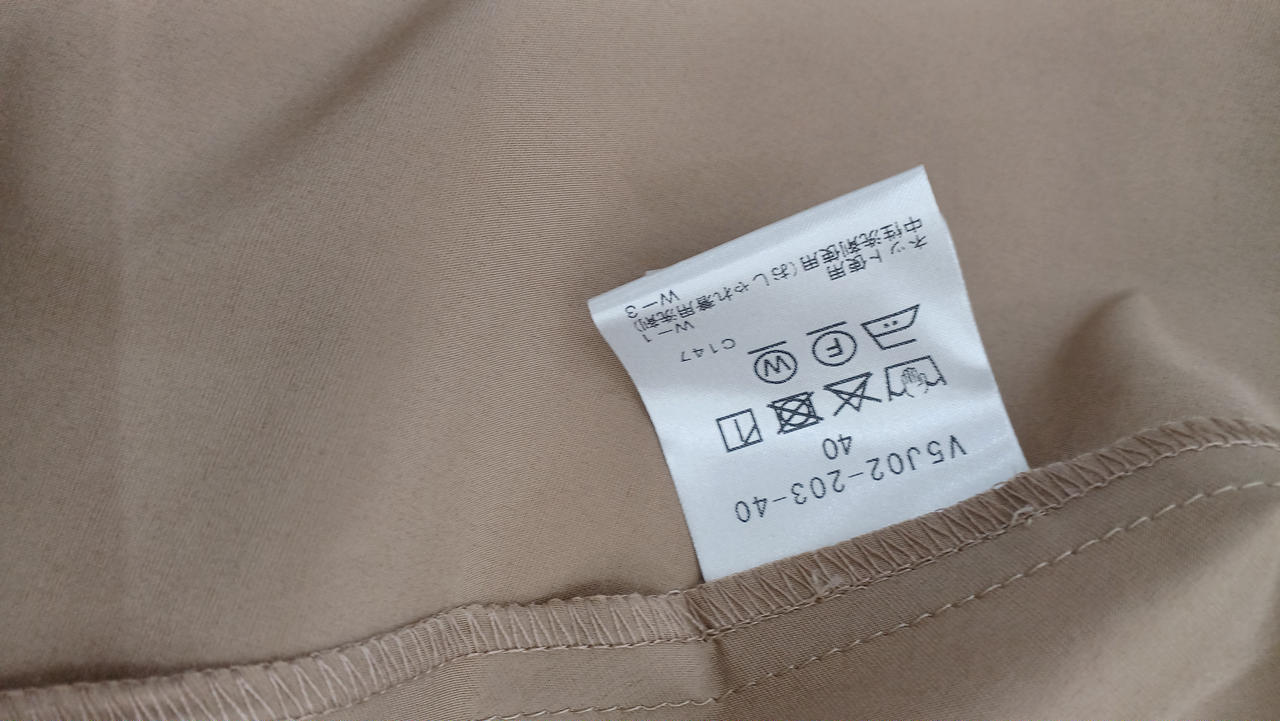 V5J02-203-40
40
C147
W-1
W-3
中性洗剤使用(おしゃれ着用洗剤)
ネット使用